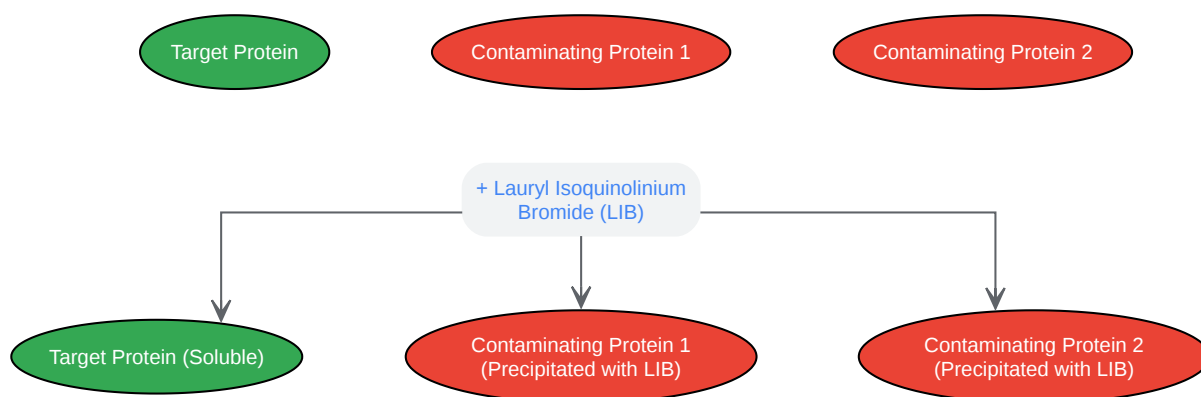 Target Protein
Contaminating Protein 1
Contaminating Protein 2
+ Lauryl Isoquinolinium
Bromide (LIB)
Target Protein (Soluble)
Contaminating Protein 1
(Precipitated with LIB)
Contaminating Protein 2
(Precipitated with LIB)